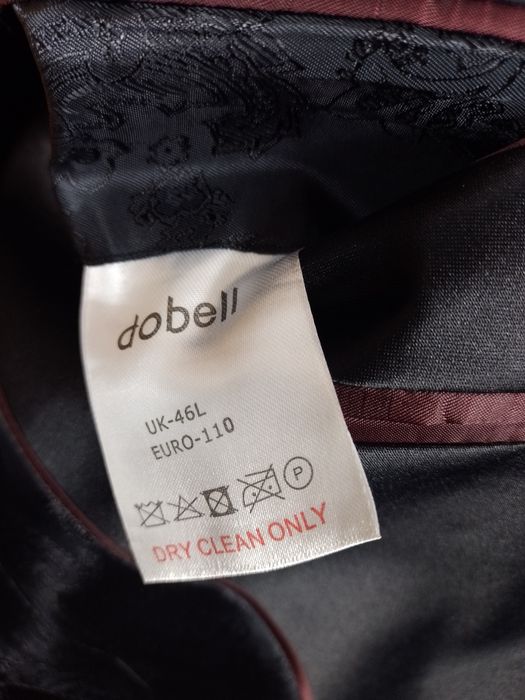 dobell
UK-46L
EURO-110
P
DRY CLEAN ONLY